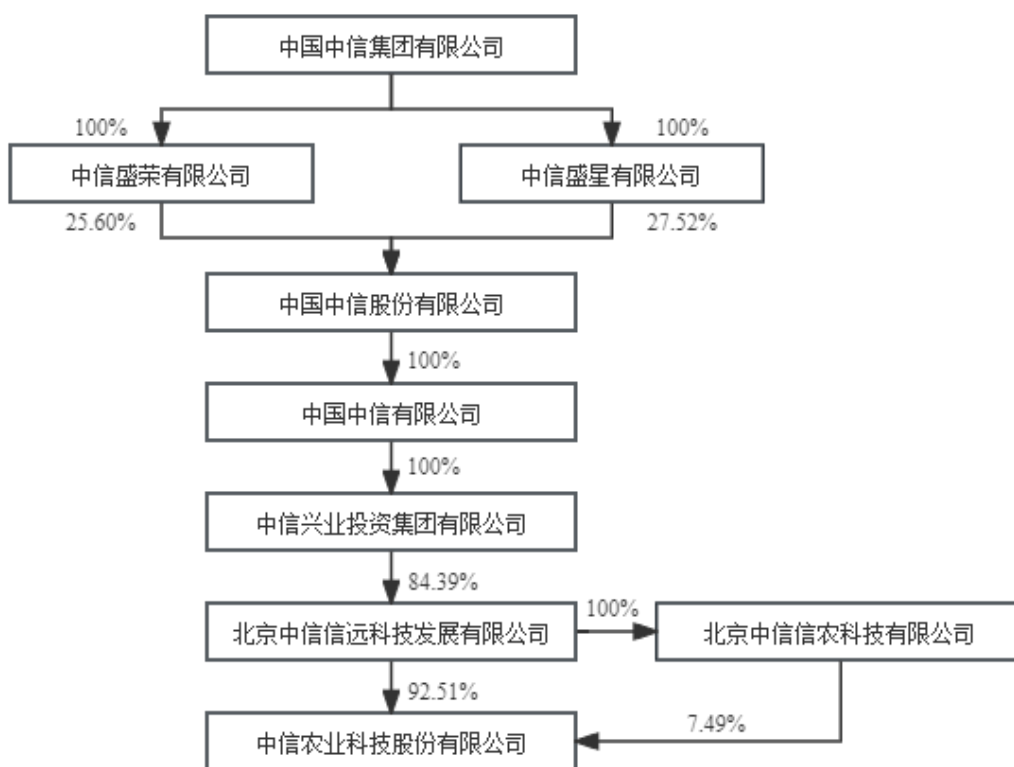 中国中信集团有限公司
100%
100%
中信盛荣有限公司
中信盛星有限公司
25.60%
27.52%
中国中信股份有限公司
100%
中国中信有限公司
100%
中信兴业投资集团有限公司
84.39%
北京中信信远科技发展有限公司
100%
北京中信信农科技有限公司
92.51%
7.49%
中信农业科技股份有限公司